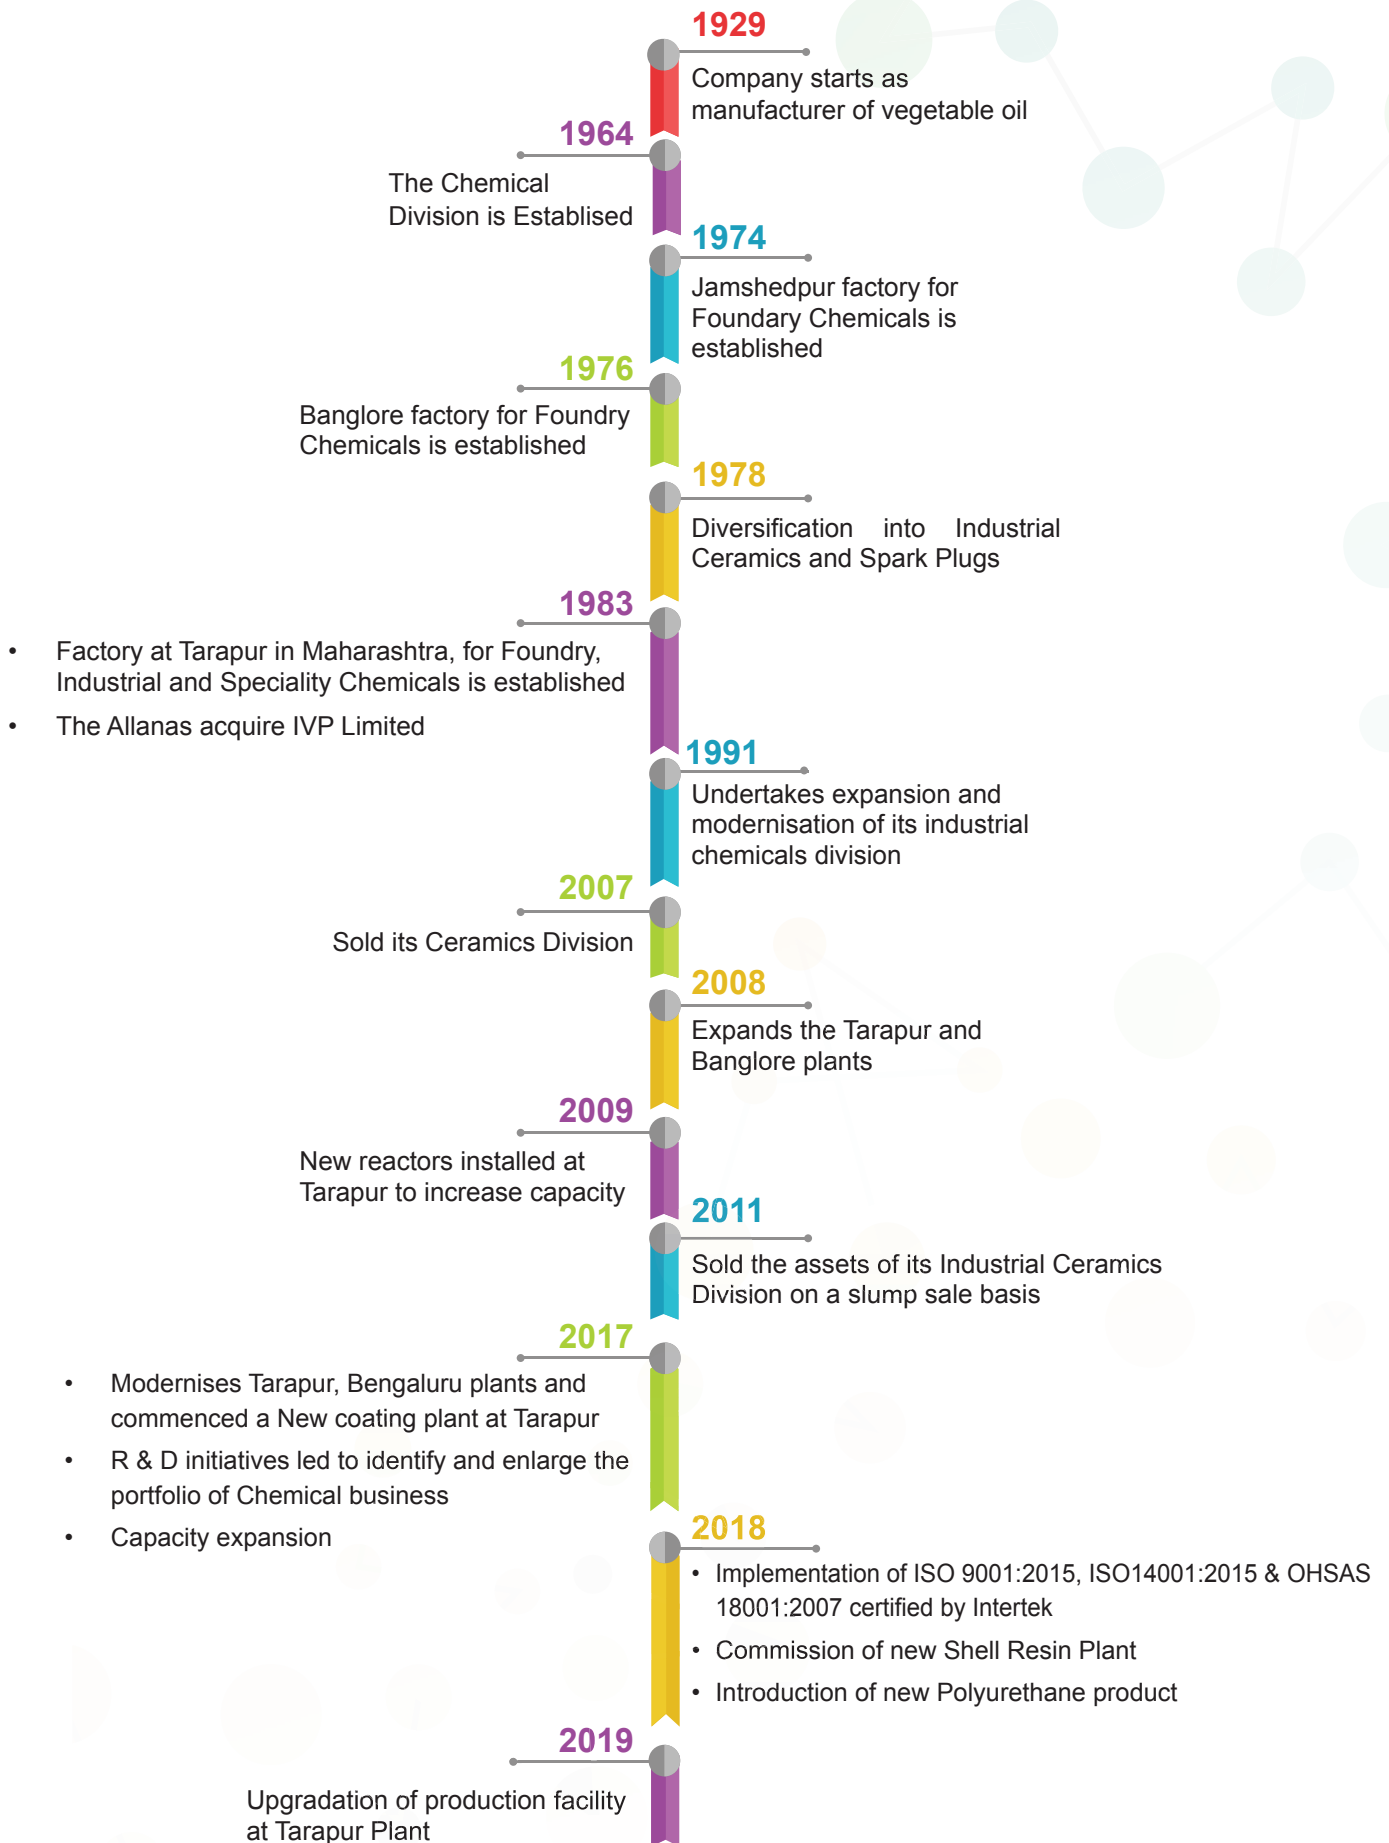 1929
Company starts as
manufacturer of vegetable oil
1964
The Chemical
Division is Establised
1974
Jamshedpur factory for
Foundary Chemicals is
established
1976
Banglore factory for Foundry
Chemicals is established
1978
Diversification into Industrial
Ceramics and Spark Plugs
1983
• Factory at Tarapur in Maharashtra, for Foundry,
Industrial and Speciality Chemicals is established
• The Allanas acquire IVP Limited
1991
Undertakes expansion and
modernisation of its industrial
chemicals division
2007
Sold its Ceramics Division
2008
Expands the Tarapur and
Banglore plants
2009
New reactors installed at
Tarapur to increase capacity
2011
Sold the assets of its Industrial Ceramics
Division on a slump sale basis
2017
• Modernises Tarapur, Bengaluru plants and
commenced a New coating plant at Tarapur
• R & D initiatives led to identify and enlarge the
portfolio of Chemical business
• Capacity expansion
2018
• Implementation of ISO 9001:2015, ISO14001:2015 & OHSAS
18001:2007 certified by Intertek
• Commission of new Shell Resin Plant
• Introduction of new Polyurethane product
2019
Upgradation of production facility
at Tarapur Plant